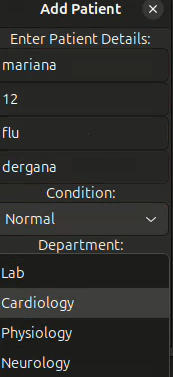 Add Patient
Enter Patient Details:
mariana
12
flu
dergana
Condition:
Normal
Department:
Lab
Cardiology
Physiology
Neurology